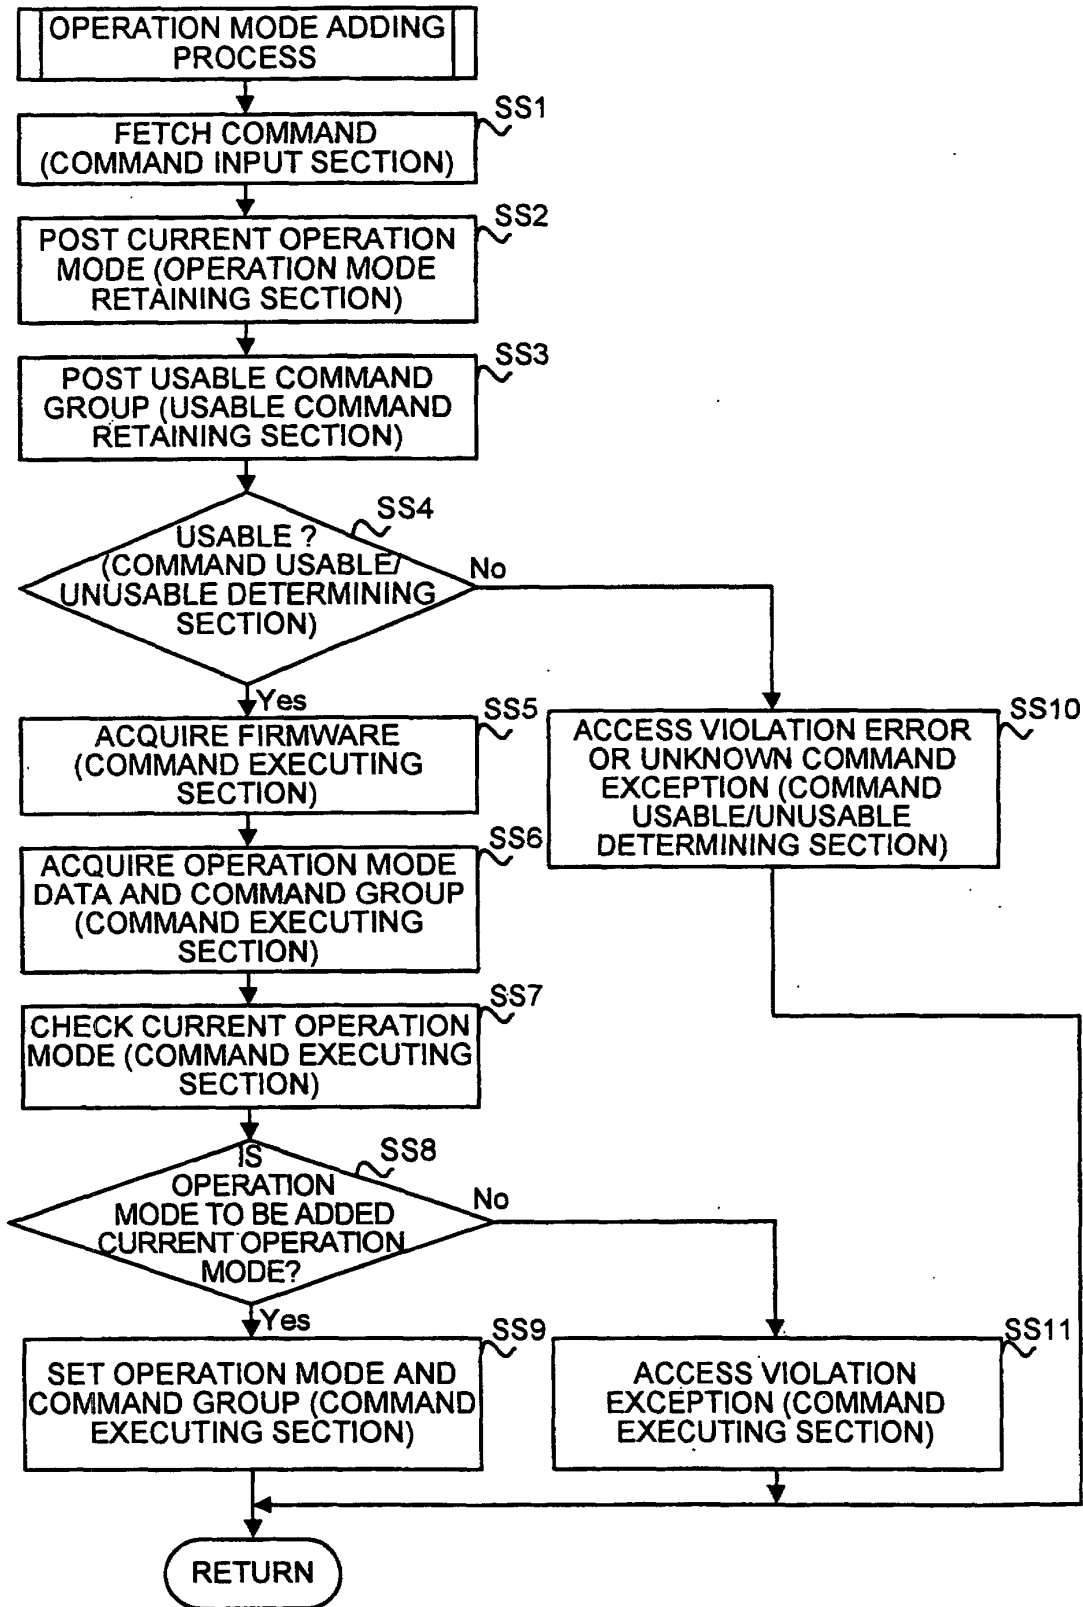 OPERATION MODE ADDING
PROCESS
SS1
FETCH COMMAND
(COMMAND INPUT SECTION)
SS2
POST CURRENT OPERATION
MODE (OPERATION MODE
RETAINING SECTION)
SS3
POST USABLE COMMAND
GROUP (USABLE COMMAND
RETAINING SECTION)
SS4
USABLE ?
(COMMAND USABLE/
UNUSABLE DETERMINING
SECTION)
No
Yes
SS5
ACQUIRE FIRMWARE
(COMMAND EXECUTING
SECTION)
SS10
ACCESS VIOLATION ERROR
OR UNKNOWN COMMAND
EXCEPTION (COMMAND
USABLE/UNUSABLE
DETERMINING SECTION)
SS6
ACQUIRE OPERATION MODE
DATA AND COMMAND GROUP
(COMMAND EXECUTING
SECTION)
SS7
CHECK CURRENT OPERATION
MODE (COMMAND EXECUTING
SECTION)
SS8
IS
OPERATION
MODE TO BE ADDED
CURRENT OPERATION
MODE?
No
Yes
SS9
SET OPERATION MODE AND
COMMAND GROUP (COMMAND
EXECUTING SECTION)
SS11
ACCESS VIOLATION
EXCEPTION (COMMAND
EXECUTING SECTION)
RETURN